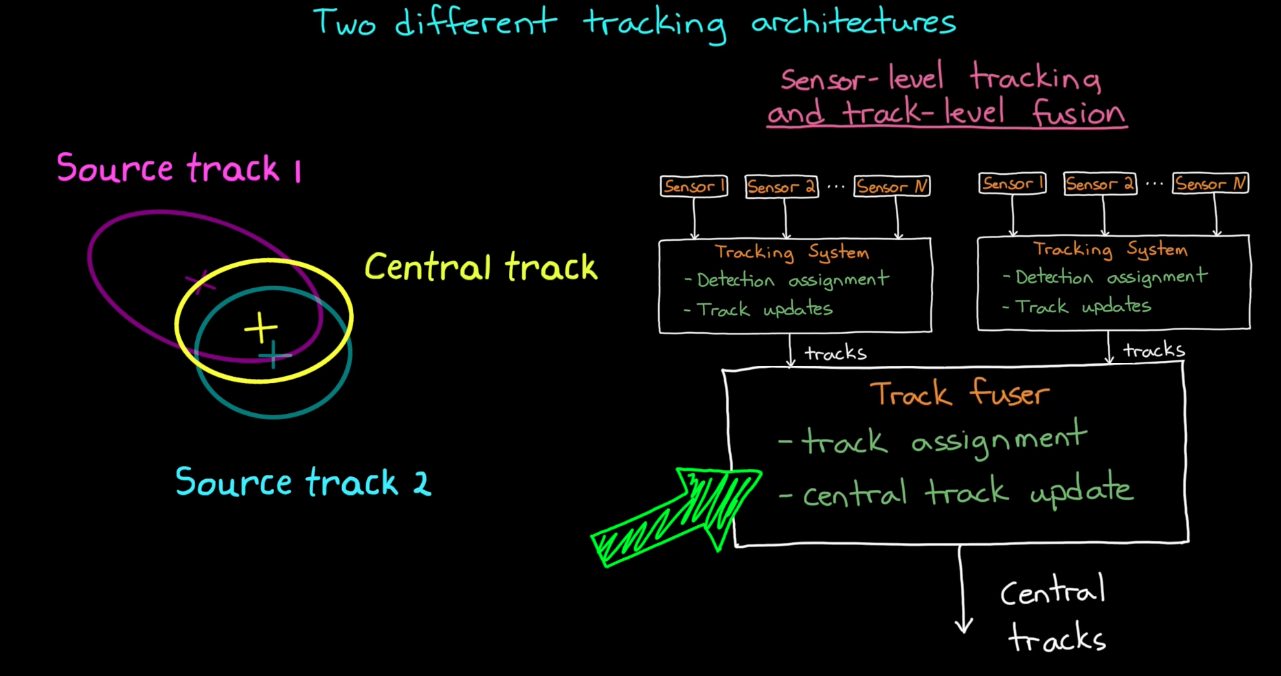 Two different tracking architectures
Sensor-level tracking
and track-level fusion
Source track 1
Central track
Source track 2
Sensor 1 Sensor 2 ... Sensor N
Tracking System
- Detection assignment
- Track updates
tracks
Sensor 1 Sensor 2 ... Sensor N
Tracking System
- Detection assignment
- Track updates
tracks
Track fuser
- track assignment
- central track update
Central
tracks